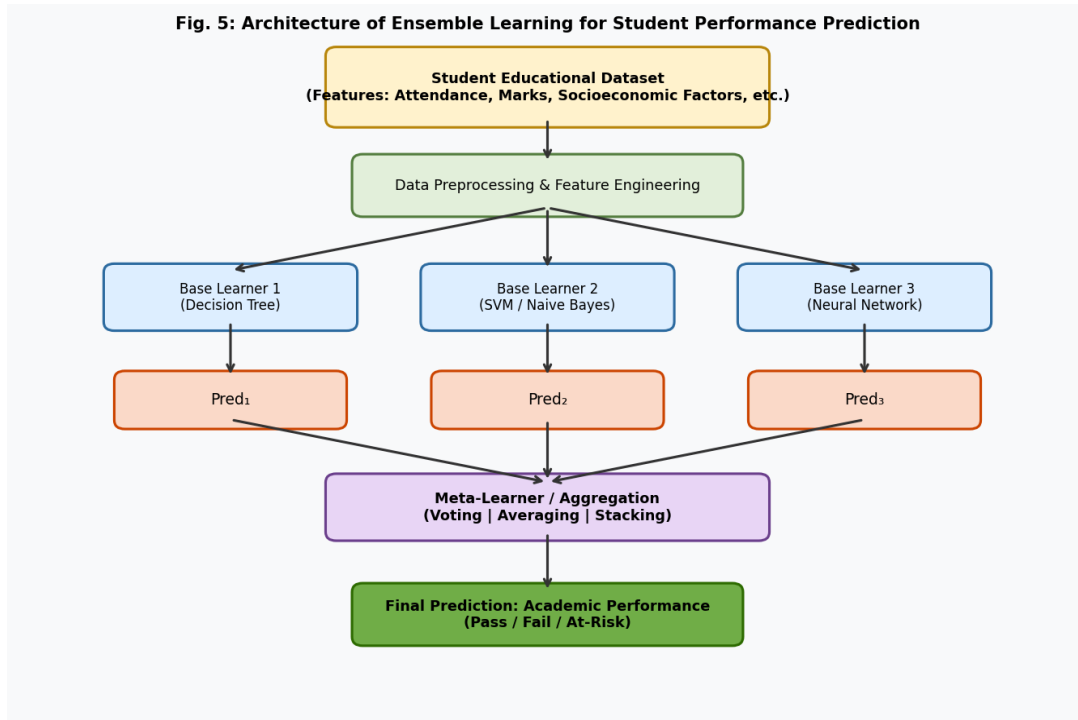 Fig. 5: Architecture of Ensemble Learning for Student Performance Prediction
Student Educational Dataset
(Features: Attendance, Marks, Socioeconomic Factors, etc.)
Data Preprocessing & Feature Engineering
Base Learner 1
(Decision Tree)
Base Learner 2
(SVM / Naive Bayes)
Base Learner 3
(Neural Network)
Pred₁
Pred₂
Pred₃
Meta-Learner / Aggregation
(Voting | Averaging | Stacking)
Final Prediction: Academic Performance
(Pass / Fail / At-Risk)